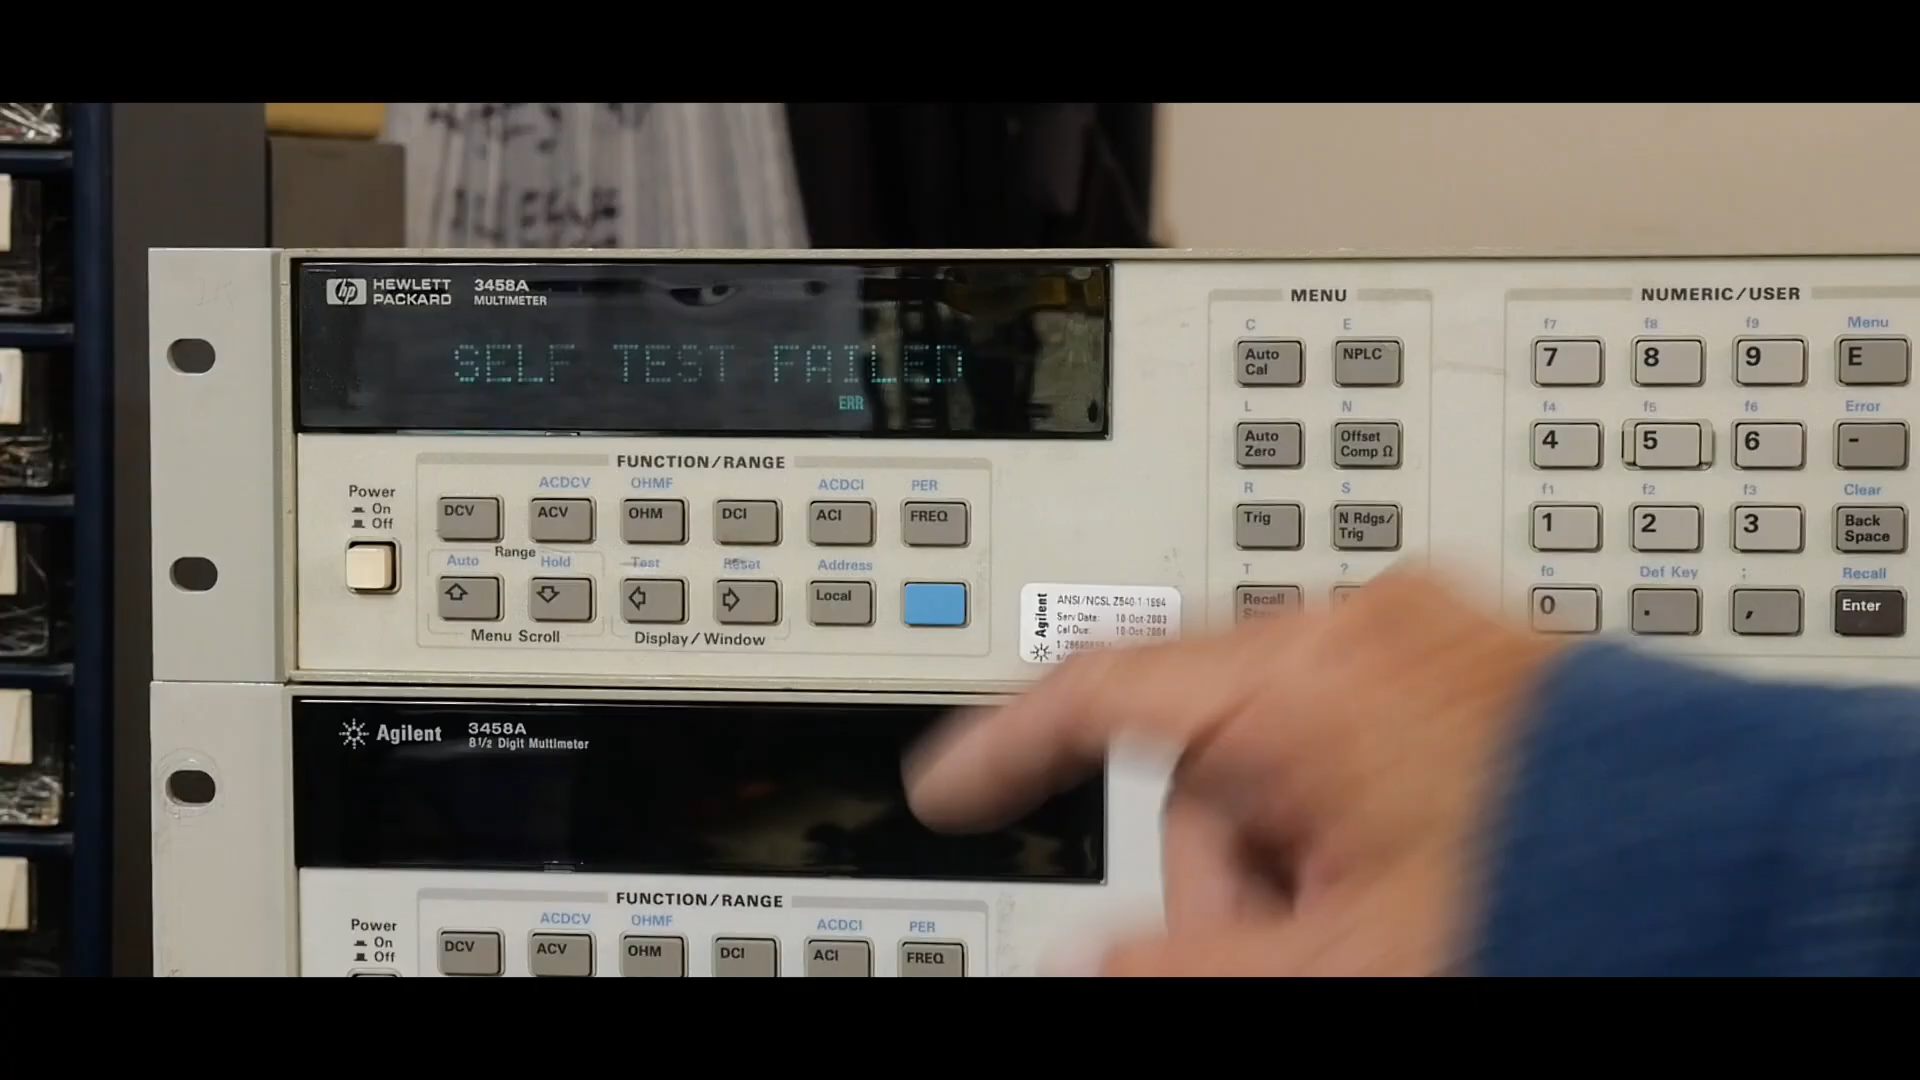 HEWLETT
PACKARD
3458A
MULTIMETER
SELF TEST FAILED
ERR
FUNCTION/RANGE
ACDCV OHMF ACDCI PER
Power
On
Off
DCV ACV OHM DCI ACI FREQ
Range
Auto Hold Test Reset Address
Local
Menu Scroll Display/Window
Agilent
ANSI/NCSL Z540-1-1994
Serv Date: 10-Oct-2003
Cal Due: 10-Oct-2004
MENU
C E
Auto
Cal
NPLC
L N
Auto
Zero
Offset
Comp Ω
R S
Trig
N Rdgs/
Trig
T ?
Recall
NUMERIC/USER
f7 f8 f9 Menu
7 8 9 E
f4 f5 f6 Error
4 5 6 -
f1 f2 f3 Clear
1 2 3 Back
Space
f0 Def Key ; Recall
0 . , Enter
Agilent
3458A
8½ Digit Multimeter
FUNCTION/RANGE
ACDCV OHMF ACDCI PER
Power
On
Off
DCV ACV OHM DCI ACI FREQ